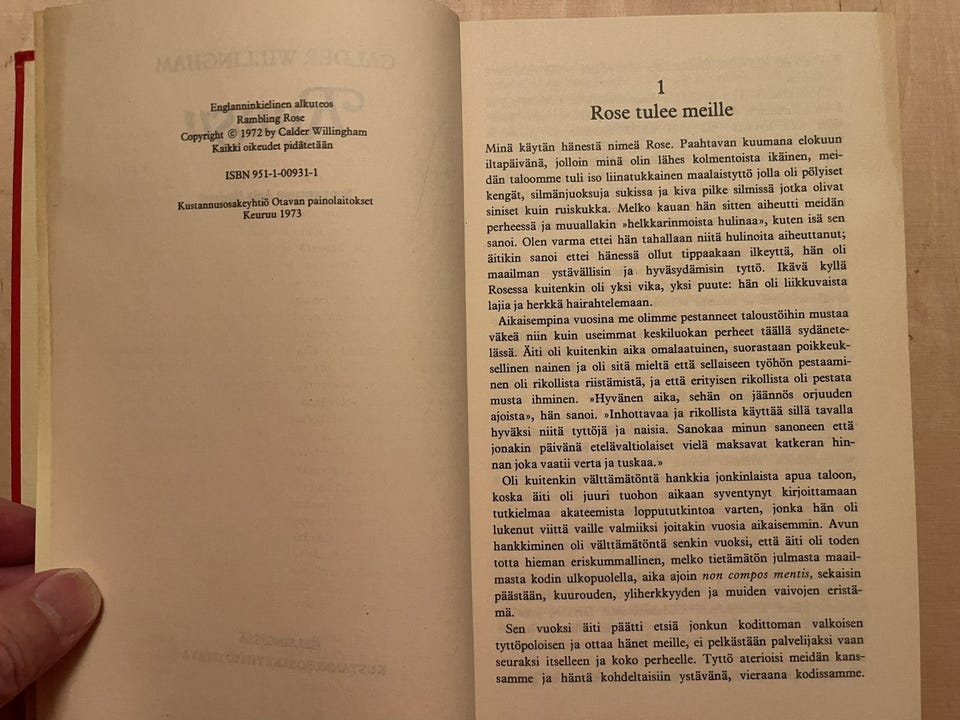 Englanninkielinen alkuteos
Rambling Rose
Copyright © 1972 by Calder Willingham
Kaikki oikeudet pidätetään
ISBN 951-1-00931-1
Kustannusosakeyhtiö Otavan painolaitokset
Keuruu 1973
1
Rose tulee meille
Minä käytän hänestä nimeä Rose. Paahtavan kuumana elokuun
iltapäivänä, jolloin minä olin lähes kolmentoista ikäinen, mei-
dän taloomme tuli iso liinatukkainen maalaistyttö jolla oli pölyiset
kengät, silmänjuoksuja sukissa ja kiva pilke silmissä jotka olivat
siniset kuin ruiskukka. Melko kauan hän sitten aiheutti meidän
perheessä ja muuallakin »helkkarinmoista hulinaa», kuten isä sen
sanoi. Olen varma ettei hän tahallaan niitä hulinoita aiheuttanut;
äitikin sanoi ettei hänessä ollut tippaakaan ilkeyttä, hän oli
maailman ystävällisin ja hyväsydämisin tyttö. Ikävä kyllä
Rosessa kuitenkin oli yksi vika, yksi puute: hän oli liikkuvaista
lajia ja herkkä hairahtelemaan.
Aikaisempina vuosina me olimme pestanneet taloustöihin mustaa
väkeä niin kuin useimmat keskiluokan perheet täällä sydänete-
lässä. Äiti oli kuitenkin aika omalaatuinen, suorastaan poikkeuk-
sellinen nainen ja oli sitä mieltä että sellaiseen työhön pestaami-
nen oli rikollista riistämistä, ja että erityisen rikollista oli pestata
musta ihminen. »Hyvänen aika, sehän on jäännös orjuuden
ajoista», hän sanoi. »Inhottavaa ja rikollista käyttää sillä tavalla
hyväksi niitä tyttöjä ja naisia. Sanokaa minun sanoneen että
jonakin päivänä etelävaltiolaiset vielä maksavat katkeran hin-
nan joka vaatii verta ja tuskaa.»
Oli kuitenkin välttämätöntä hankkia jonkinlaista apua taloon,
koska äiti oli juuri tuohon aikaan syventynyt kirjoittamaan
tutkielmaa akateemista lopputukintoa varten, jonka hän oli
lukenut viittä vaille valmiiksi joitakin vuosia aikaisemmin. Avun
hankkiminen oli välttämätöntä senkin vuoksi, että äiti oli toden
totta hieman eriskummallinen, melko tietämätön julmasta maail-
masta kodin ulkopuolella, aika ajoin non compos mentis, sekaisin
päästään, kuurouden, yliherkkyyden ja muiden vaivojen eristä-
mä.
Sen vuoksi äiti päätti etsiä jonkun kodittoman valkoisen
tyttöpoloisen ja ottaa hänet meille, ei pelkästään palvelijaksi vaan
seuraksi itselleen ja koko perheelle. Tyttö aterioisi meidän kans-
samme ja häntä kohdeltaisiin ystävänä, vieraana kodissamme.